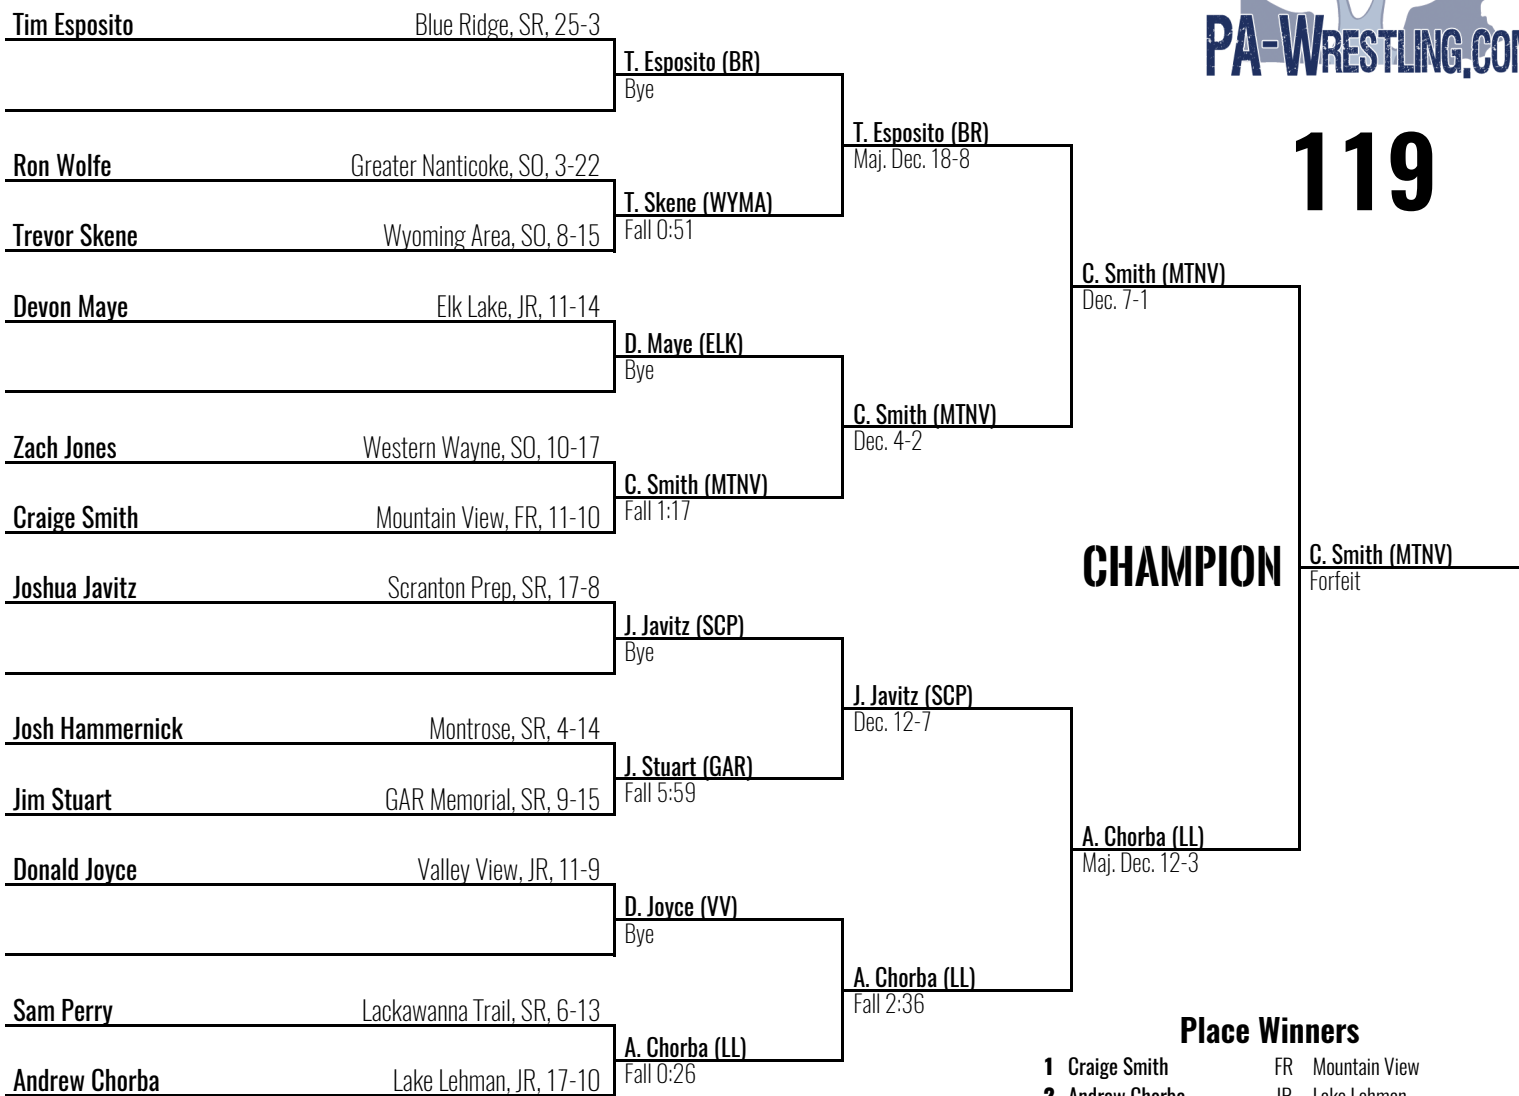 PA-WRESTLING.COM
119
Tim Esposito Blue Ridge, SR, 25-3
T. Esposito (BR)
Bye
T. Esposito (BR)
Maj. Dec. 18-8
Ron Wolfe Greater Nanticoke, SO, 3-22
T. Skene (WYMA)
Fall 0:51
Trevor Skene Wyoming Area, SO, 8-15
C. Smith (MTNV)
Dec. 7-1
Devon Maye Elk Lake, JR, 11-14
D. Maye (ELK)
Bye
C. Smith (MTNV)
Dec. 4-2
Zach Jones Western Wayne, SO, 10-17
C. Smith (MTNV)
Fall 1:17
Craige Smith Mountain View, FR, 11-10
CHAMPION
C. Smith (MTNV)
Forfeit
Joshua Javitz Scranton Prep, SR, 17-8
J. Javitz (SCP)
Bye
J. Javitz (SCP)
Dec. 12-7
Josh Hammernick Montrose, SR, 4-14
J. Stuart (GAR)
Fall 5:59
Jim Stuart GAR Memorial, SR, 9-15
A. Chorba (LL)
Maj. Dec. 12-3
Donald Joyce Valley View, JR, 11-9
D. Joyce (VV)
Bye
A. Chorba (LL)
Fall 2:36
Sam Perry Lackawanna Trail, SR, 6-13
A. Chorba (LL)
Fall 0:26
Andrew Chorba Lake Lehman, JR, 17-10
Place Winners
1 Craige Smith FR Mountain View
2 Andrew Chorba JR Lake Lehman